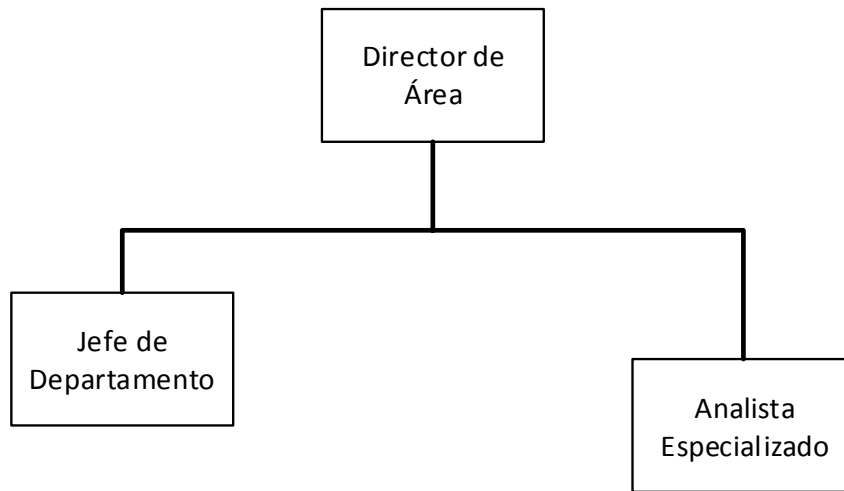 Director de
Área
Jefe de
Departamento
Analista
Especializado